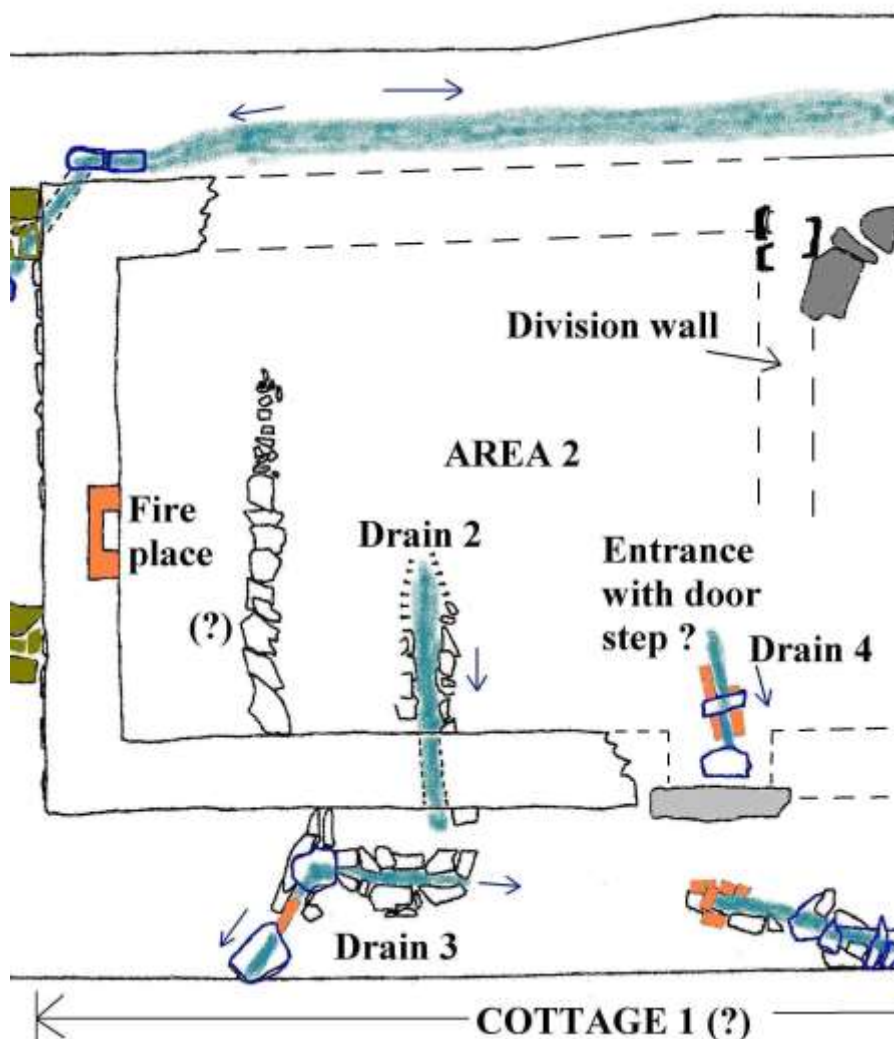 Division wall
AREA 2
Fire
place
Drain 2
Entrance
with door
step ?
(?)
Drain 4
Drain 3
COTTAGE 1 (?)